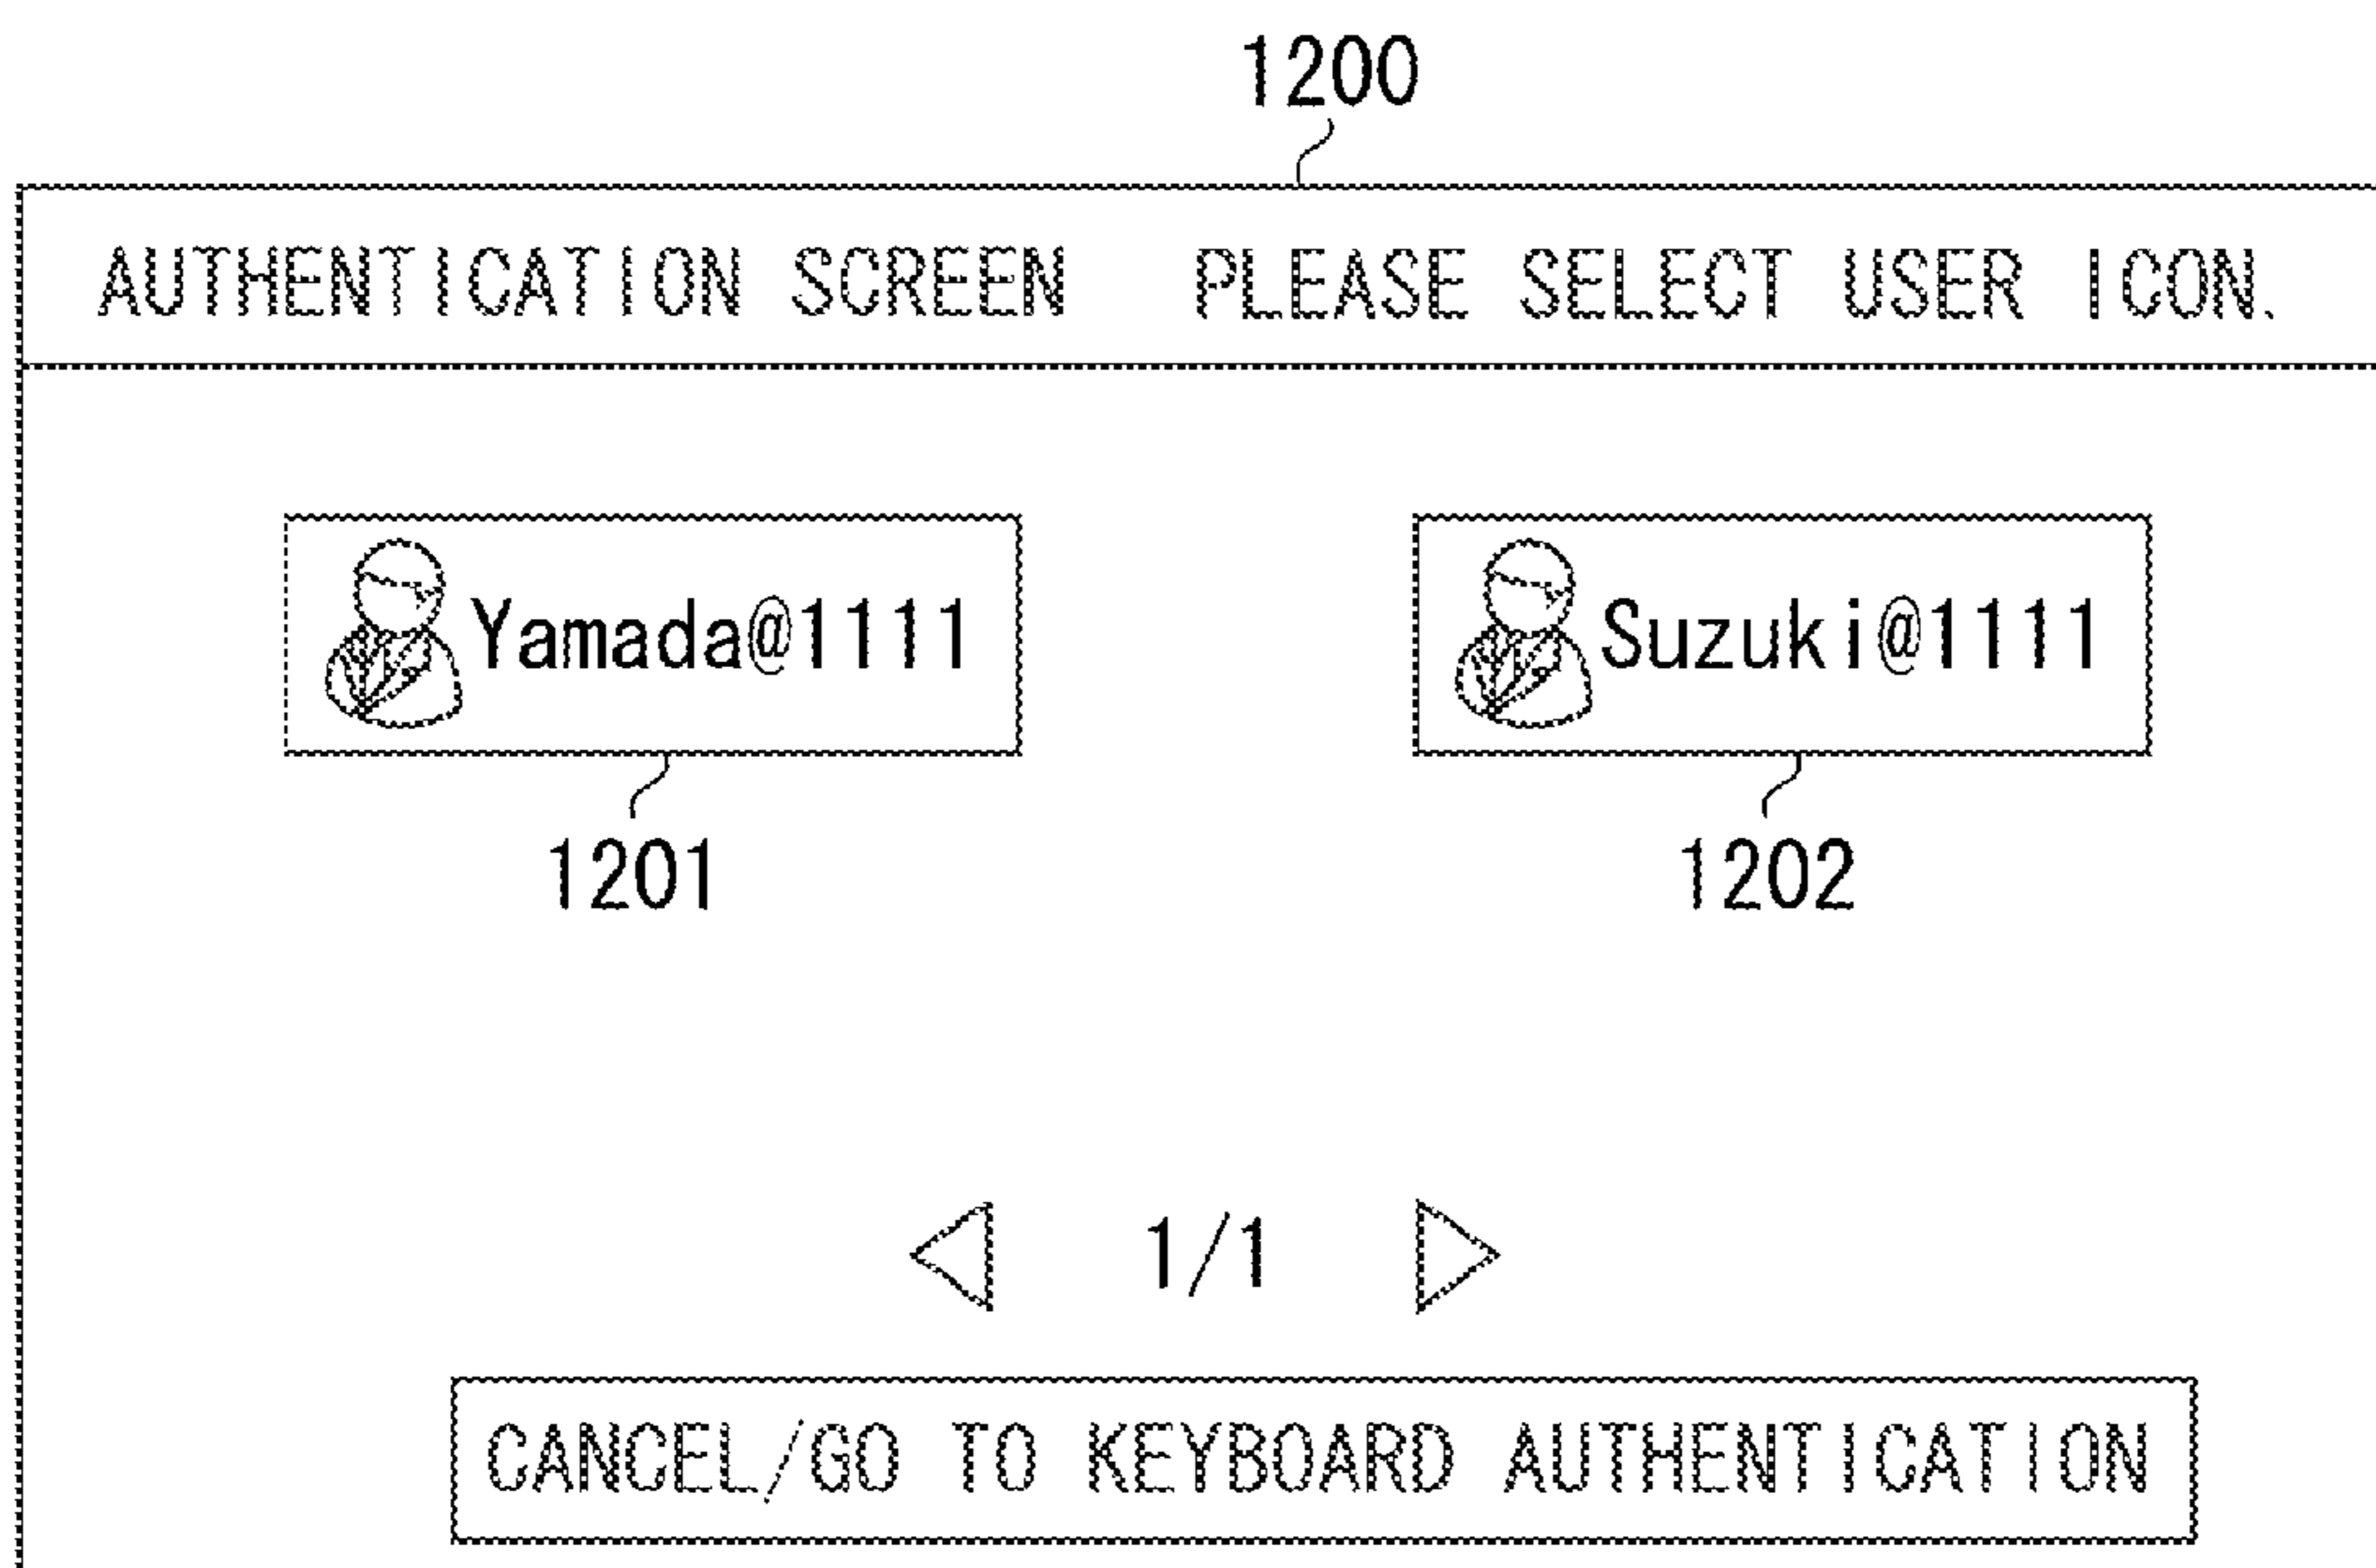 1200
AUTHENTICATION SCREEN PLEASE SELECT USER ICON.
Yamada@1111 Suzuki@1111
1201 1202
1/1
CANCEL/GO TO KEYBOARD AUTHENTICATION